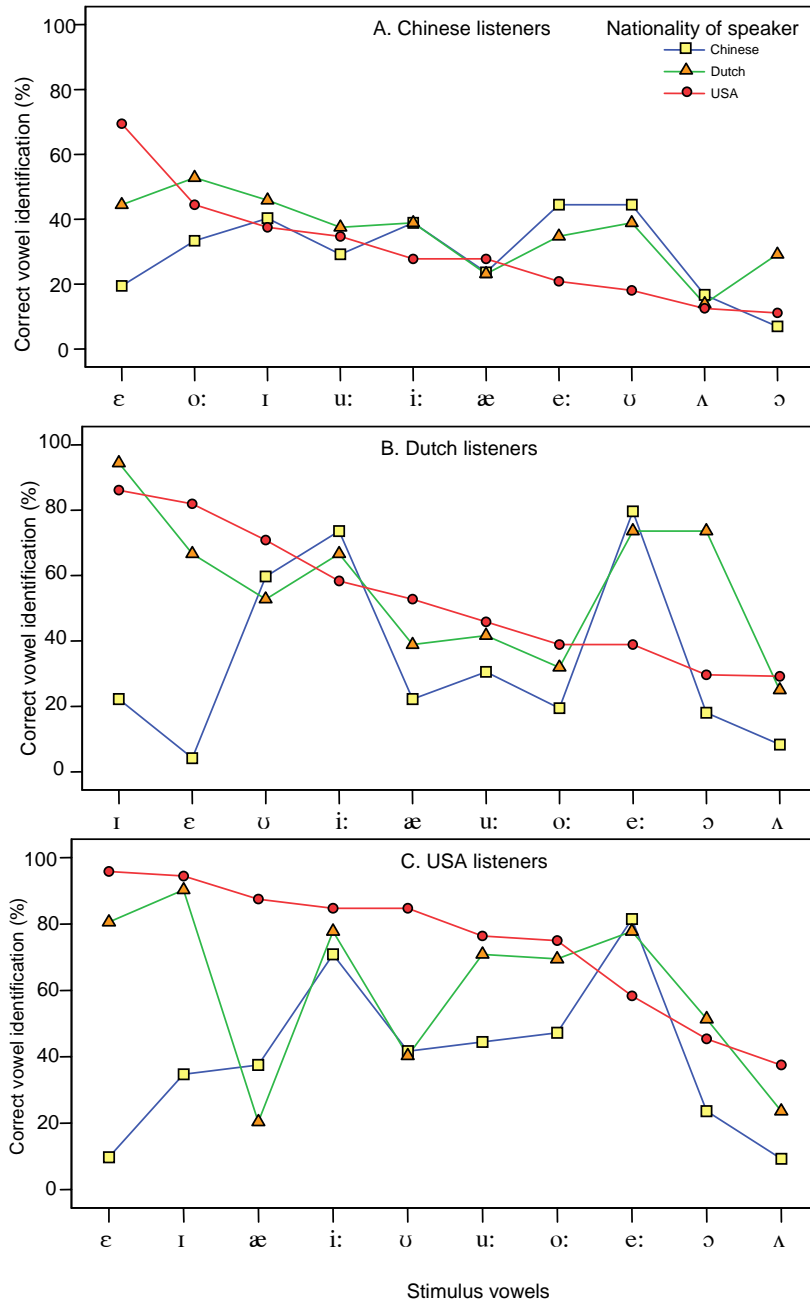 A. Chinese listeners
Nationality of speaker
Chinese
Dutch
USA
Correct vowel identification (%)
100
80
60
40
20
0
ɛ o: ɪ u: i: æ e: ʊ ʌ ɔ
B. Dutch listeners
Correct vowel identification (%)
100
80
60
40
20
0
ɪ ɛ ʊ i: æ u: o: e: ɔ ʌ
C. USA listeners
Correct vowel identification (%)
100
80
60
40
20
0
ɛ ɪ æ i: ʊ u: o: e: ɔ ʌ
Stimulus vowels